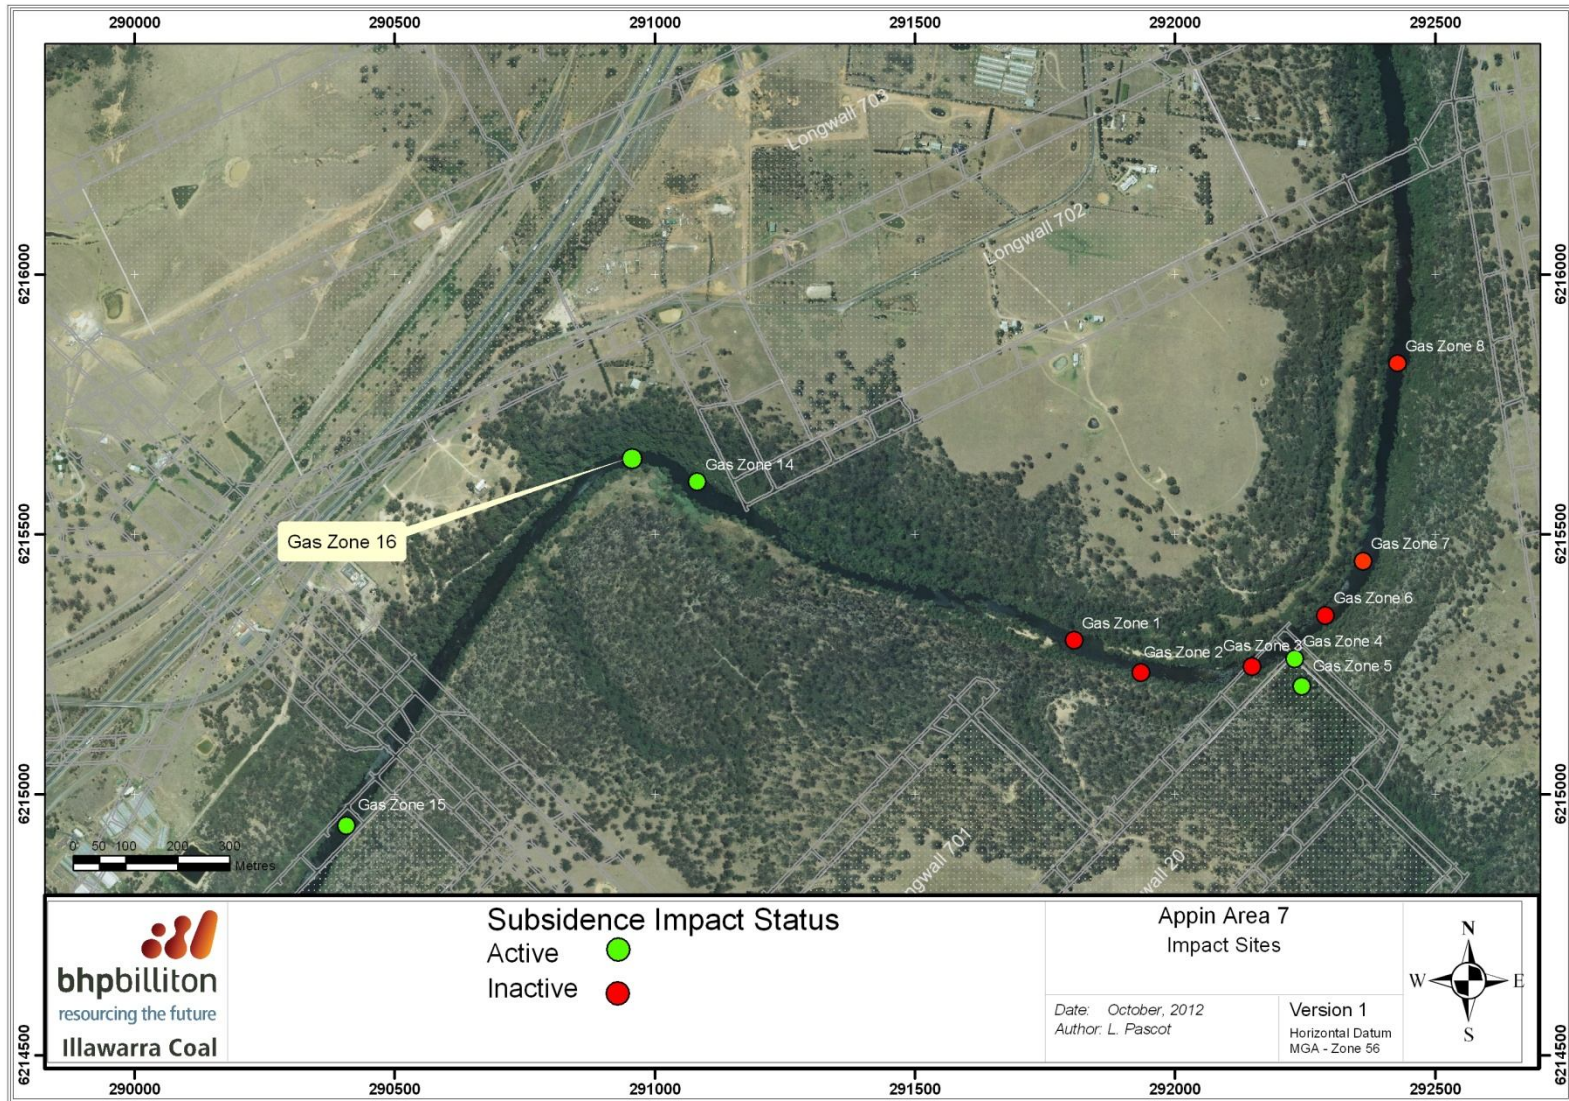 290000
290500
291000
291500
292000
292500
6216000
6215500
6215000
6214500
6216000
6215500
6215000
6214500
Longwall 703
Longwall 702
Gas Zone 8
Gas Zone 14
Gas Zone 16
Gas Zone 7
Gas Zone 6
Gas Zone 1
Gas Zone 4
Gas Zone 3
Gas Zone 2
Gas Zone 5
Gas Zone 15
ngwall 701
wall 20
0 50 100 200 300
Metres
bhpbilliton
resourcing the future
Illawarra Coal
Subsidence Impact Status
Active
Inactive
Appin Area 7
Impact Sites
Date: October, 2012
Author: L. Pascot
Version 1
Horizontal Datum
MGA - Zone 56
N
W
E
S
290000
290500
291000
291500
292000
292500